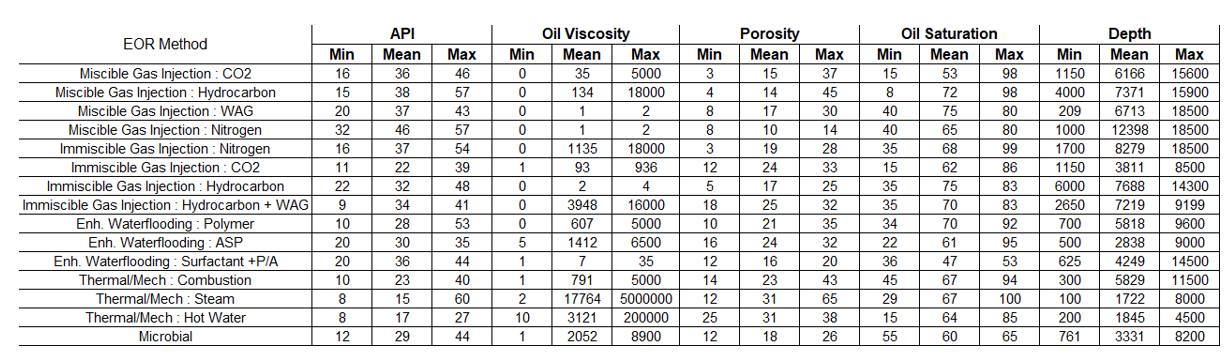 EOR Method API Oil Viscosity Porosity Oil Saturation Depth
Min Mean Max Min Mean Max Min Mean Max Min Mean Max Min Mean Max
Miscible Gas Injection : CO2 16 36 46 0 35 5000 3 15 37 15 53 98 1150 6166 15600
Miscible Gas Injection : Hydrocarbon 15 38 57 0 134 18000 4 14 45 8 72 98 4000 7371 15900
Miscible Gas Injection : WAG 20 37 43 0 1 2 8 17 30 40 75 80 209 6713 18500
Miscible Gas Injection : Nitrogen 32 46 57 0 1 2 8 10 14 40 65 80 1000 12398 18500
Immiscible Gas Injection : Nitrogen 16 37 54 0 1135 18000 3 19 28 35 68 99 1700 8279 18500
Immiscible Gas Injection : CO2 11 22 39 1 93 936 12 24 33 15 62 86 1150 3811 8500
Immiscible Gas Injection : Hydrocarbon 22 32 48 0 2 4 5 17 25 35 75 83 6000 7688 14300
Immiscible Gas Injection : Hydrocarbon + WAG 9 34 41 0 3948 16000 18 25 32 35 70 83 2650 7219 9199
Enh. Waterflooding : Polymer 10 28 53 0 607 5000 10 21 35 34 70 92 700 5818 9600
Enh. Waterflooding : ASP 20 30 35 5 1412 6500 16 24 32 22 61 95 500 2838 9000
Enh. Waterflooding : Surfactant +P/A 20 36 44 1 7 35 12 16 20 36 47 53 625 4249 14500
Thermal/Mech : Combustion 10 23 40 1 791 5000 14 23 43 45 67 94 300 5829 11500
Thermal/Mech : Steam 8 15 60 2 17764 5000000 12 31 65 29 67 100 100 1722 8000
Thermal/Mech : Hot Water 8 17 27 10 3121 200000 25 31 38 15 64 85 200 1845 4500
Microbial 12 29 44 1 2052 8900 12 18 26 55 60 65 761 3331 8200